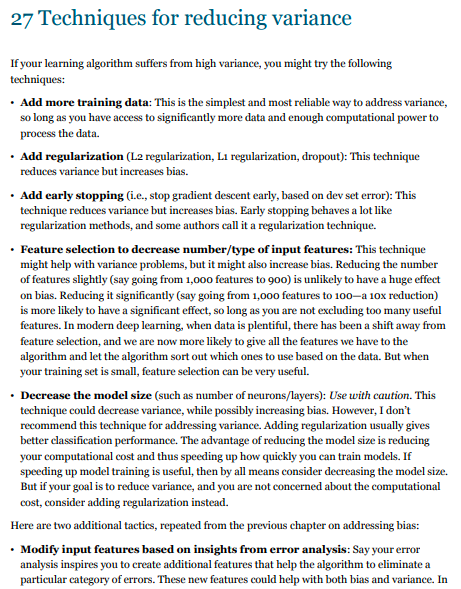 27 Techniques for reducing variance
If your learning algorithm suffers from high variance, you might try the following
techniques:
• Add more training data: This is the simplest and most reliable way to address variance,
so long as you have access to significantly more data and enough computational power to
process the data.
• Add regularization (L2 regularization, L1 regularization, dropout): This technique
reduces variance but increases bias.
• Add early stopping (i.e., stop gradient descent early, based on dev set error): This
technique reduces variance but increases bias. Early stopping behaves a lot like
regularization methods, and some authors call it a regularization technique.
• Feature selection to decrease number/type of input features: This technique
might help with variance problems, but it might also increase bias. Reducing the number
of features slightly (say going from 1,000 features to 900) is unlikely to have a huge effect
on bias. Reducing it significantly (say going from 1,000 features to 100—a 10x reduction)
is more likely to have a significant effect, so long as you are not excluding too many useful
features. In modern deep learning, when data is plentiful, there has been a shift away from
feature selection, and we are now more likely to give all the features we have to the
algorithm and let the algorithm sort out which ones to use based on the data. But when
your training set is small, feature selection can be very useful.
• Decrease the model size (such as number of neurons/layers): Use with caution. This
technique could decrease variance, while possibly increasing bias. However, I don't
recommend this technique for addressing variance. Adding regularization usually gives
better classification performance. The advantage of reducing the model size is reducing
your computational cost and thus speeding up how quickly you can train models. If
speeding up model training is useful, then by all means consider decreasing the model size.
But if your goal is to reduce variance, and you are not concerned about the computational
cost, consider adding regularization instead.
Here are two additional tactics, repeated from the previous chapter on addressing bias:
• Modify input features based on insights from error analysis: Say your error
analysis inspires you to create additional features that help the algorithm to eliminate a
particular category of errors. These new features could help with both bias and variance. In